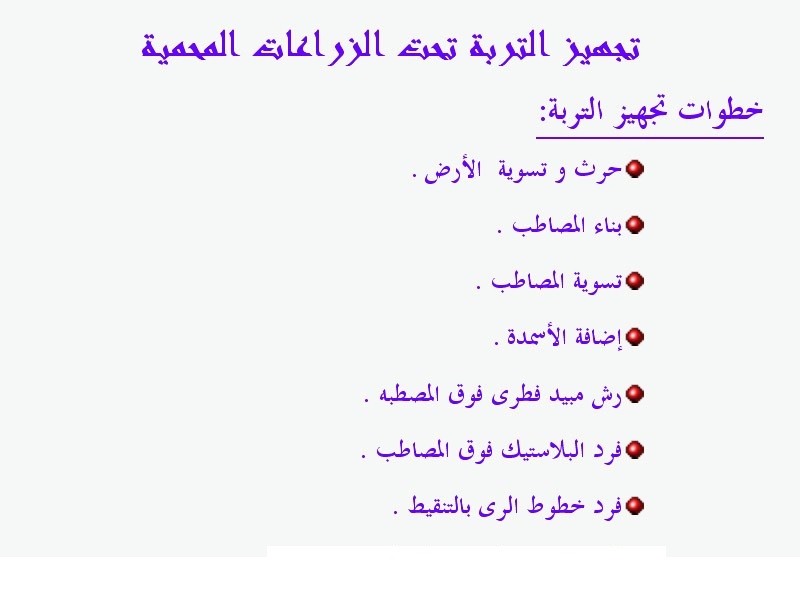 تجهيز التربة تحت الزراعات المحمية
خطوات تجهيز التربة:
حرث و تسوية الأرض .
بناء المصاطب .
تسوية المصاطب .
إضافة الأسمدة .
رش مبيد فطرى فوق المصطبه .
فرد البلاستيك فوق المصاطب .
فرد خطوط الرى بالتنقيط .